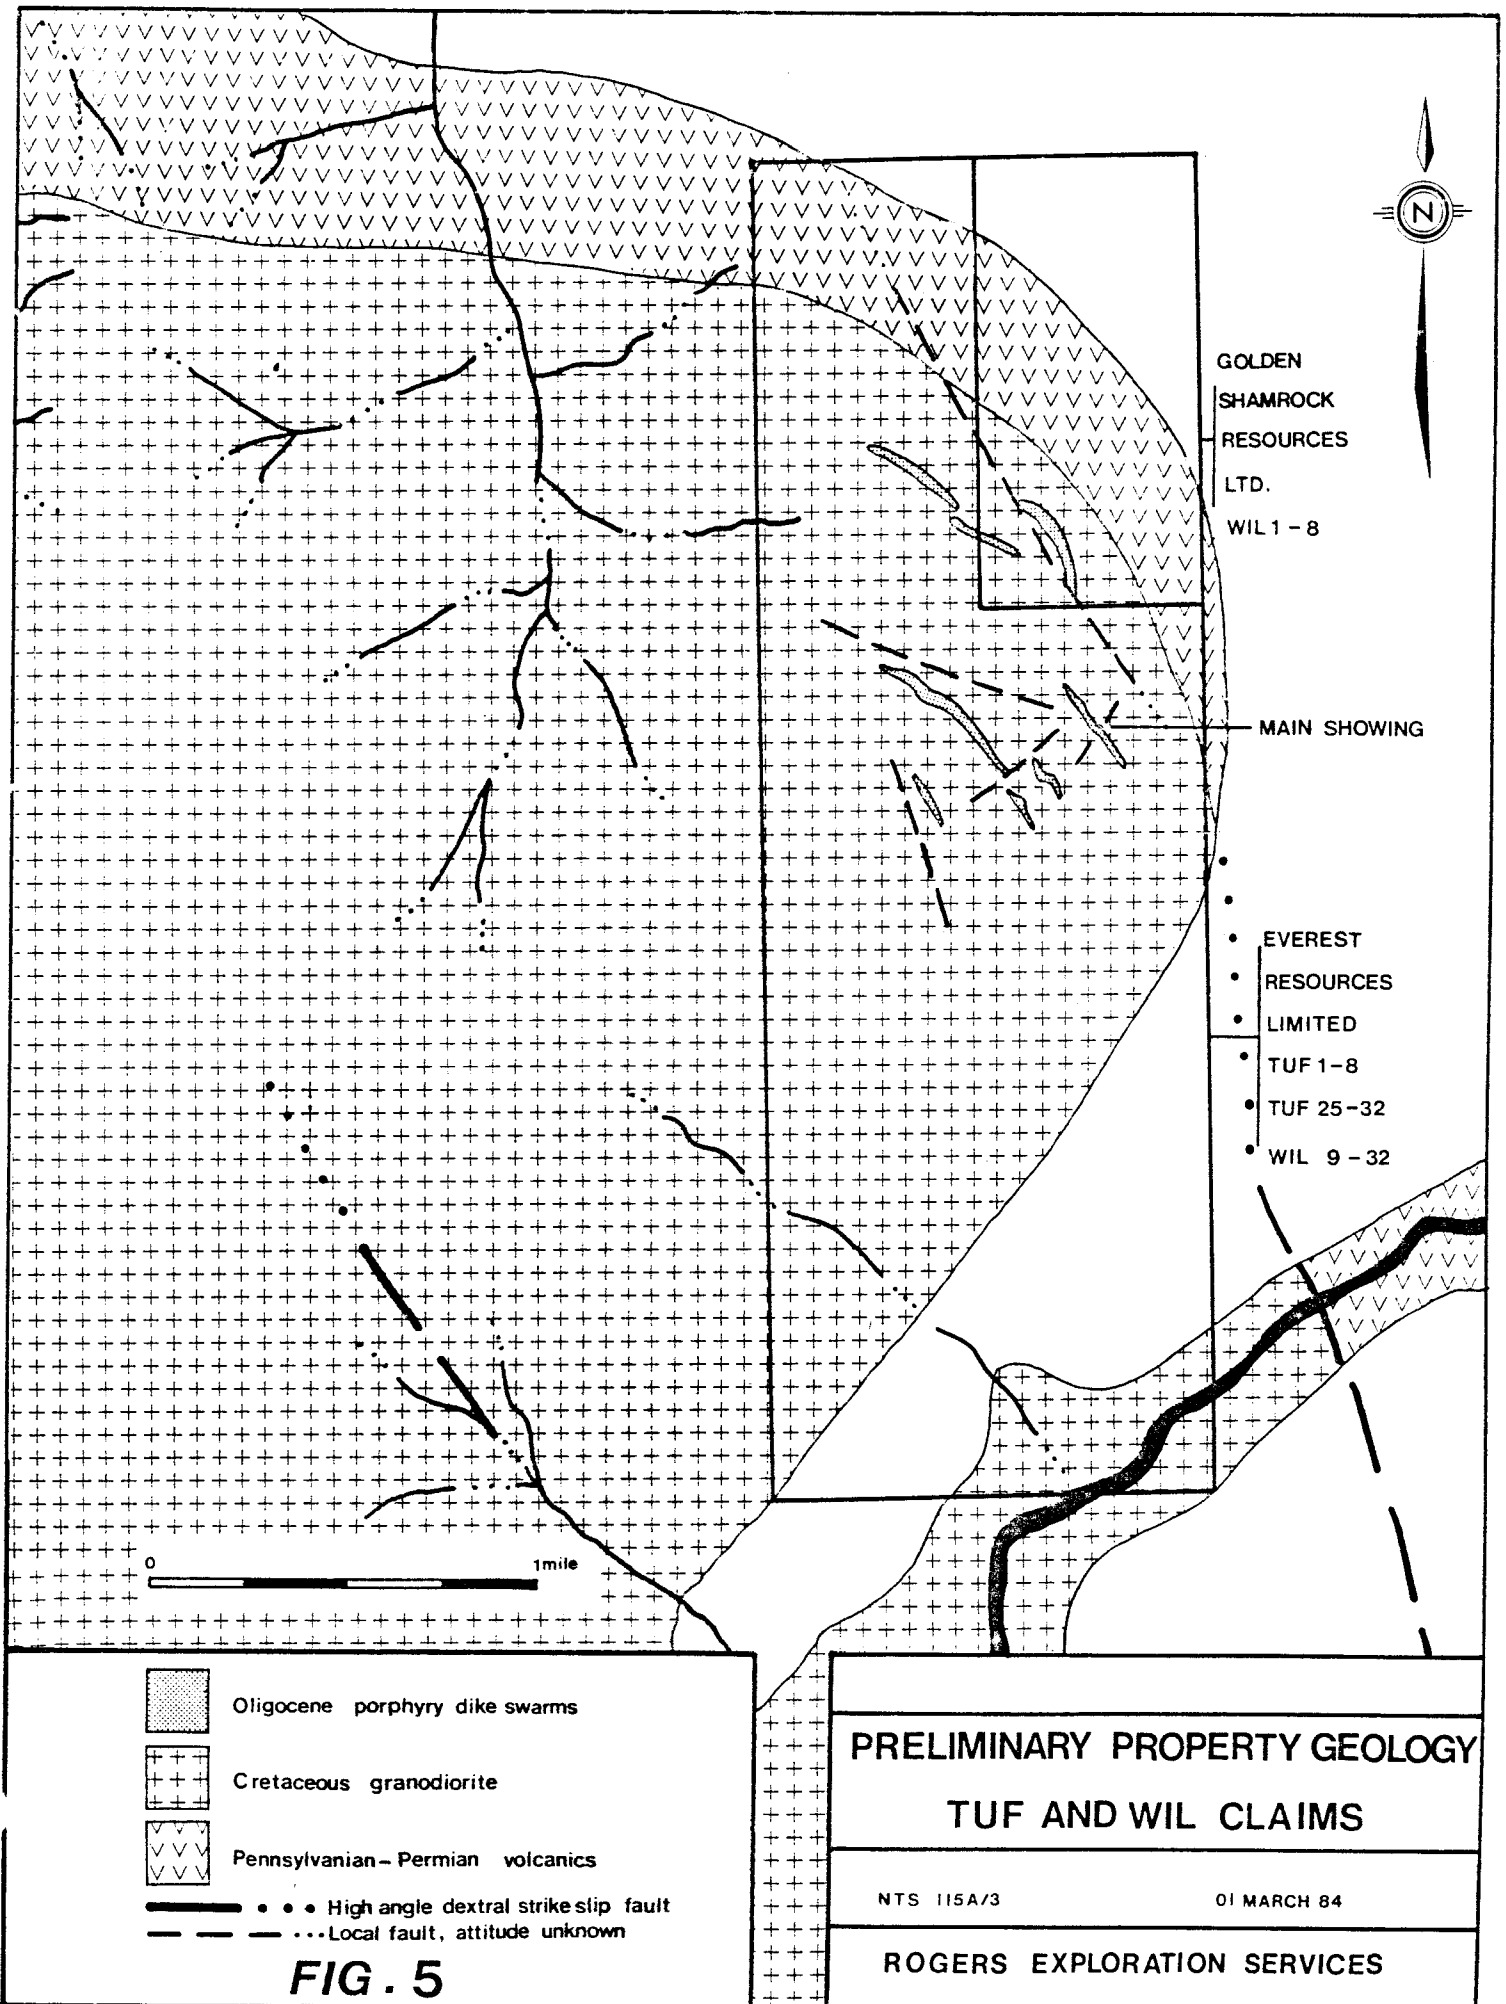 N
GOLDEN
SHAMROCK
RESOURCES
LTD.
WIL 1 - 8
MAIN SHOWING
EVEREST
RESOURCES
LIMITED
TUF 1-8
TUF 25-32
WIL 9 - 32
0 1mile
Oligocene porphyry dike swarms
Cretaceous granodiorite
Pennsylvanian - Permian volcanics
High angle dextral strike slip fault
Local fault, attitude unknown
FIG. 5
PRELIMINARY PROPERTY GEOLOGY
TUF AND WIL CLAIMS
NTS 115A/3 01 MARCH 84
ROGERS EXPLORATION SERVICES